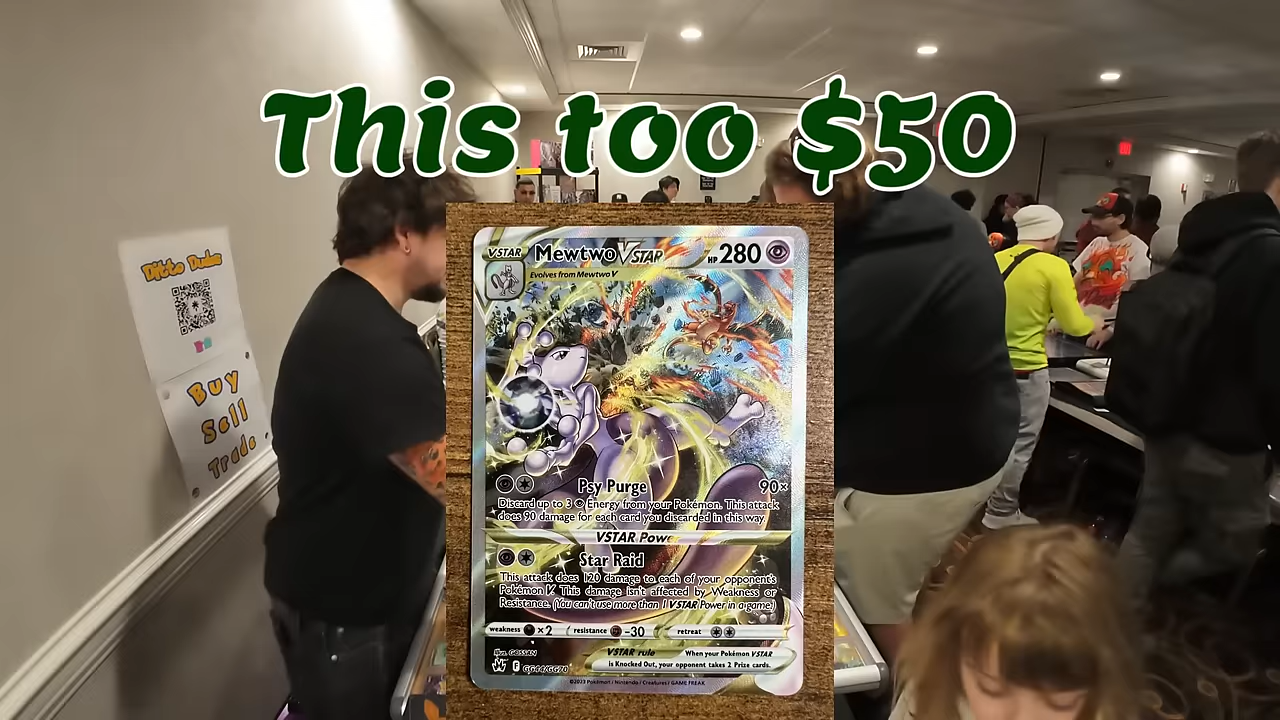 This too $50
Ditto Duke
Buy
Sell
Trade
VSTAR Mewtwo VSTAR HP 280
Evolves from Mewtwo V
Psy Purge 90×
Discard up to 3 Energy from your Pokémon. This attack
does 90 damage for each card you discarded in this way.
VSTAR Power
Star Raid
This attack does 120 damage to each of your opponent's
Pokémon V. This damage isn't affected by Weakness or
Resistance. (You can't use more than 1 VSTAR Power in a game.)
weakness ×2 resistance -30 retreat
Illus. GOSSAN
VSTAR rule When your Pokémon VSTAR
is Knocked Out, your opponent takes 2 Prize cards.
F GG44/GG70
©2023 Pokémon / Nintendo / Creatures / GAME FREAK